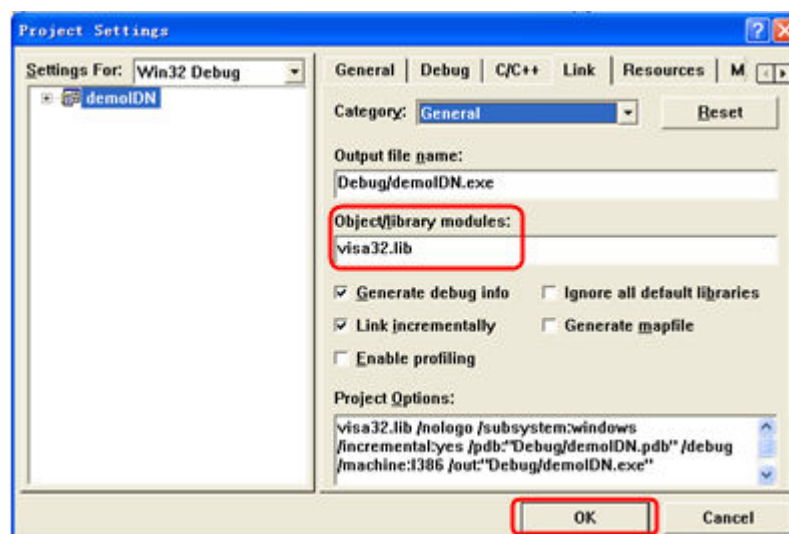 Project Settings
Settings For: Win32 Debug
demoIDN
General Debug C/C++ Link Resources M
Category: General Reset
Output file name:
Debug/demoIDN.exe
Object/library modules:
visa32.lib
Generate debug info Ignore all default libraries
Link incrementally Generate mapfile
Enable profiling
Project Options:
visa32.lib /nologo /subsystem:windows
/incremental:yes /pdb:"Debug/demoIDN.pdb" /debug
/machine:I386 /out:"Debug/demoIDN.exe"
OK Cancel